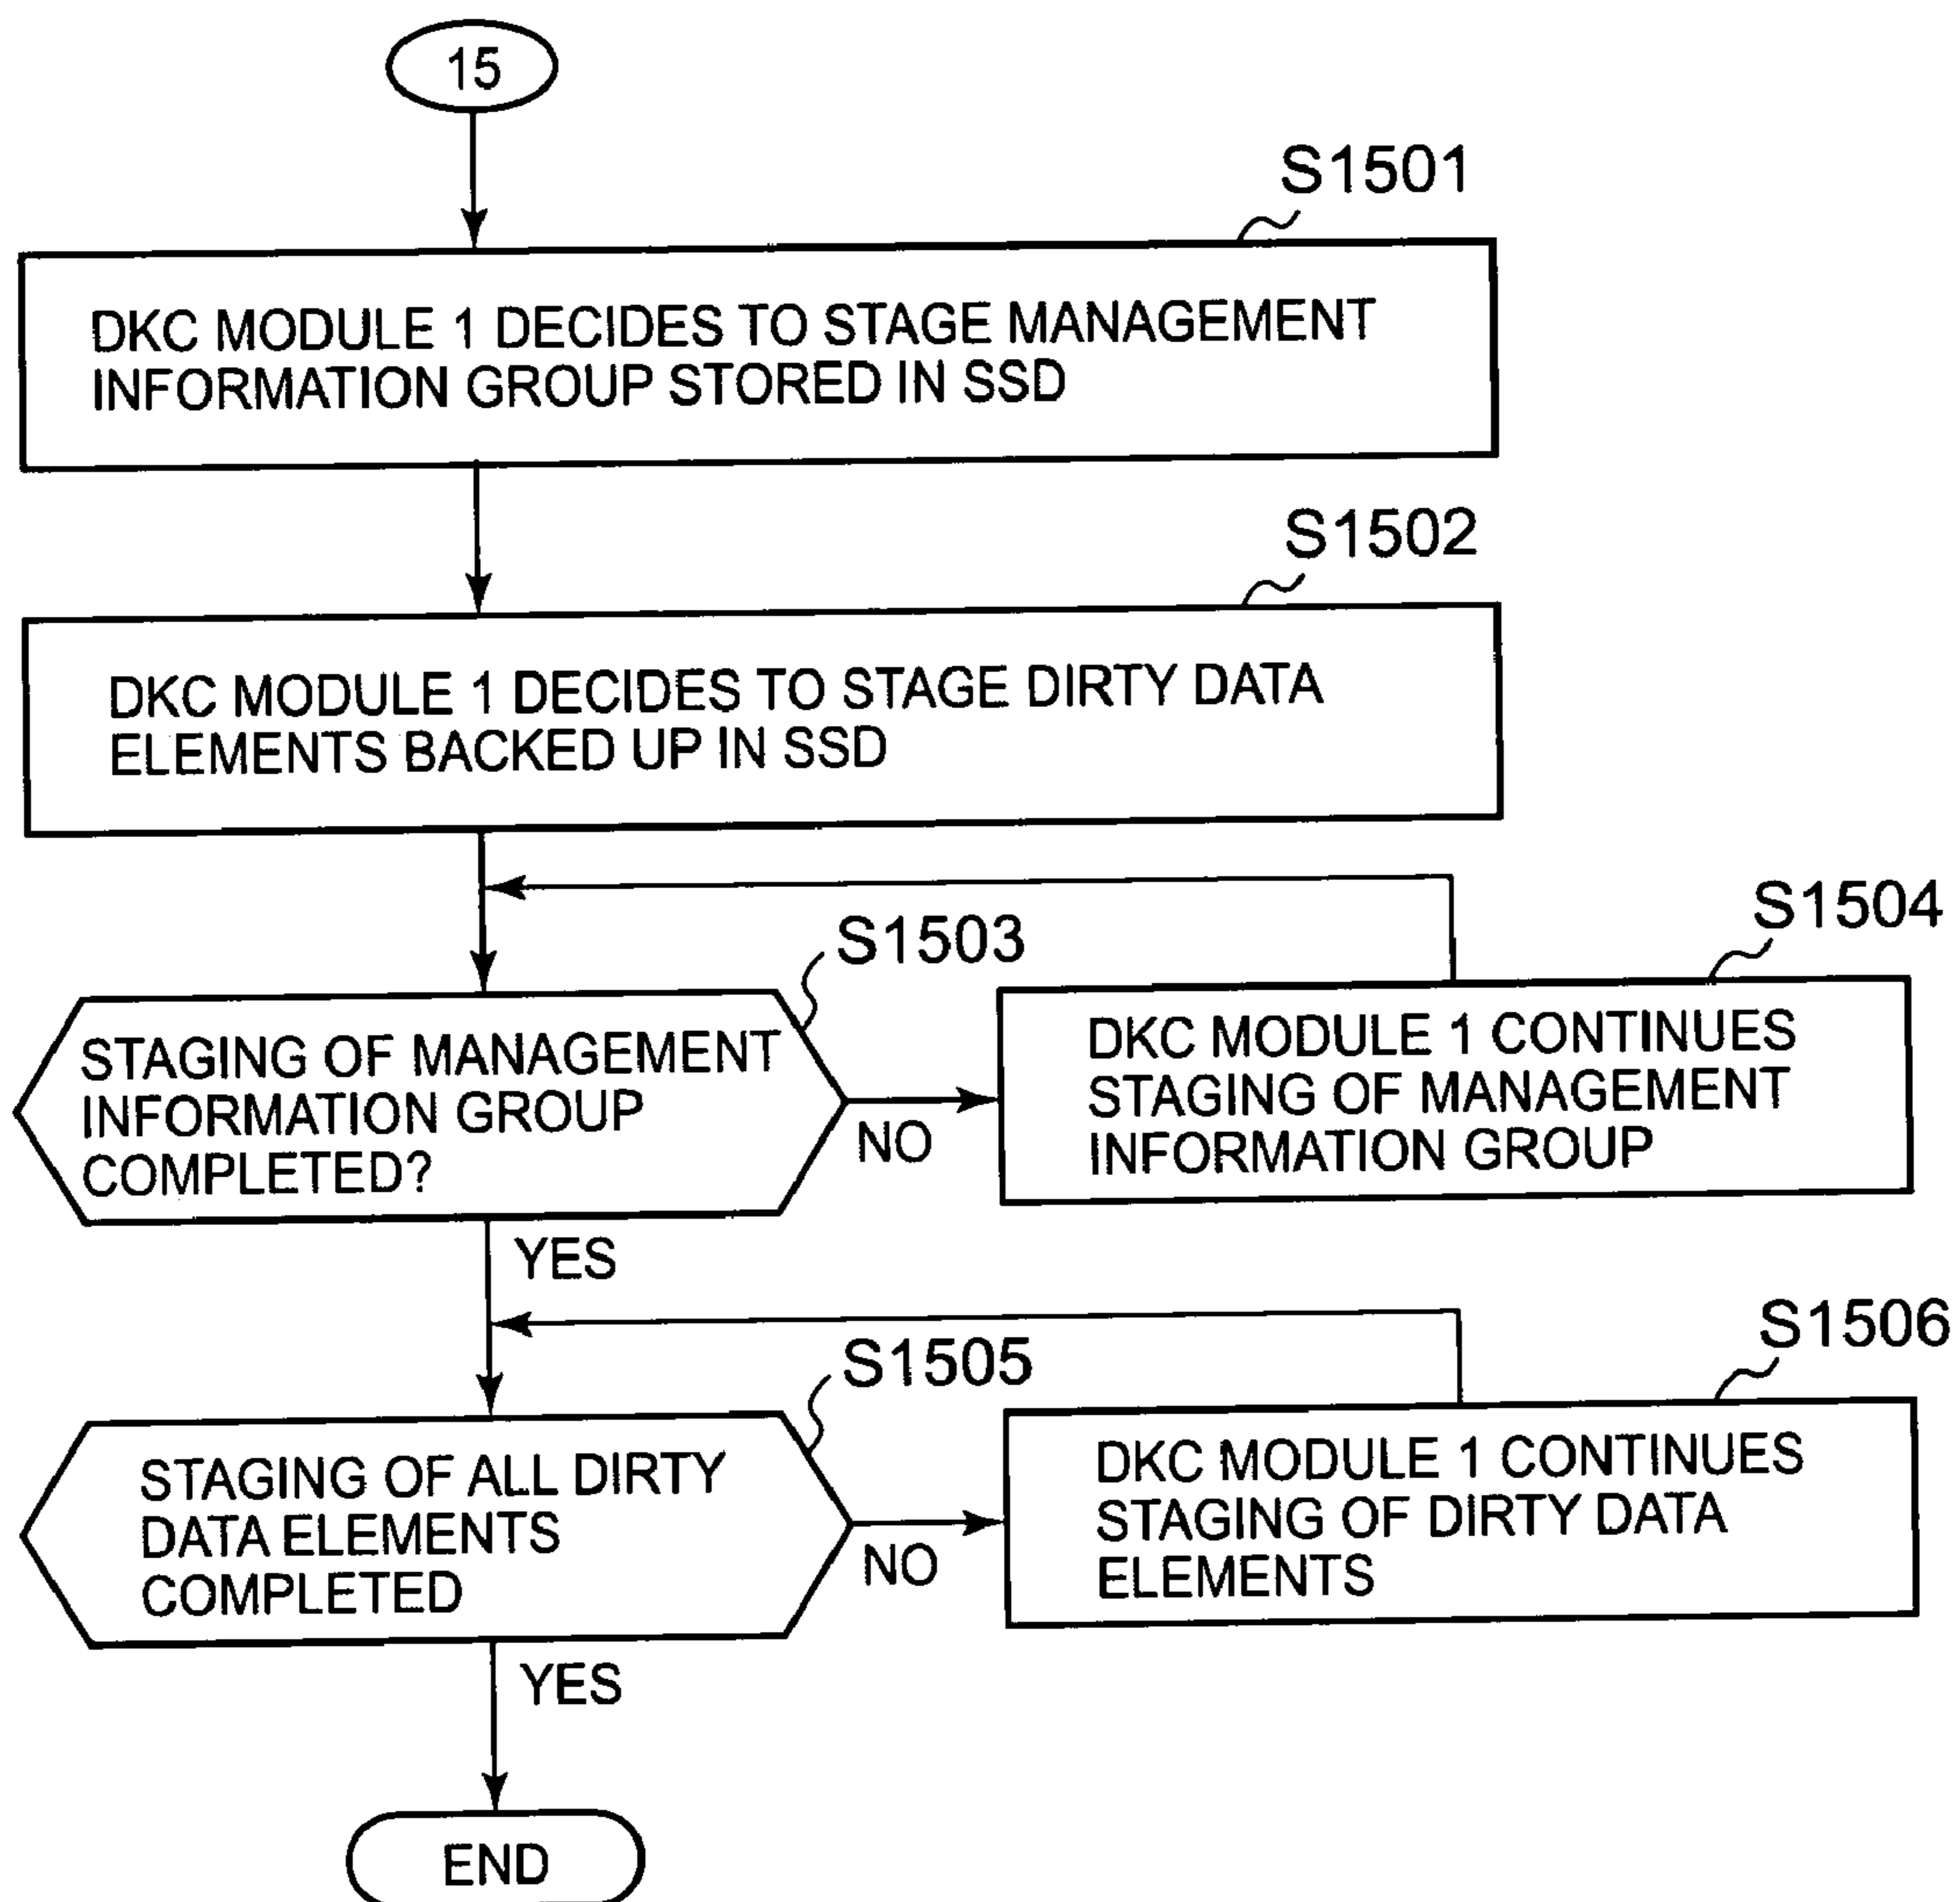 15
S1501
DKC MODULE 1 DECIDES TO STAGE MANAGEMENT
INFORMATION GROUP STORED IN SSD
S1502
DKC MODULE 1 DECIDES TO STAGE DIRTY DATA
ELEMENTS BACKED UP IN SSD
S1503
STAGING OF MANAGEMENT
INFORMATION GROUP
COMPLETED?
NO
S1504
DKC MODULE 1 CONTINUES
STAGING OF MANAGEMENT
INFORMATION GROUP
YES
S1505
STAGING OF ALL DIRTY
DATA ELEMENTS
COMPLETED
NO
S1506
DKC MODULE 1 CONTINUES
STAGING OF DIRTY DATA
ELEMENTS
YES
END